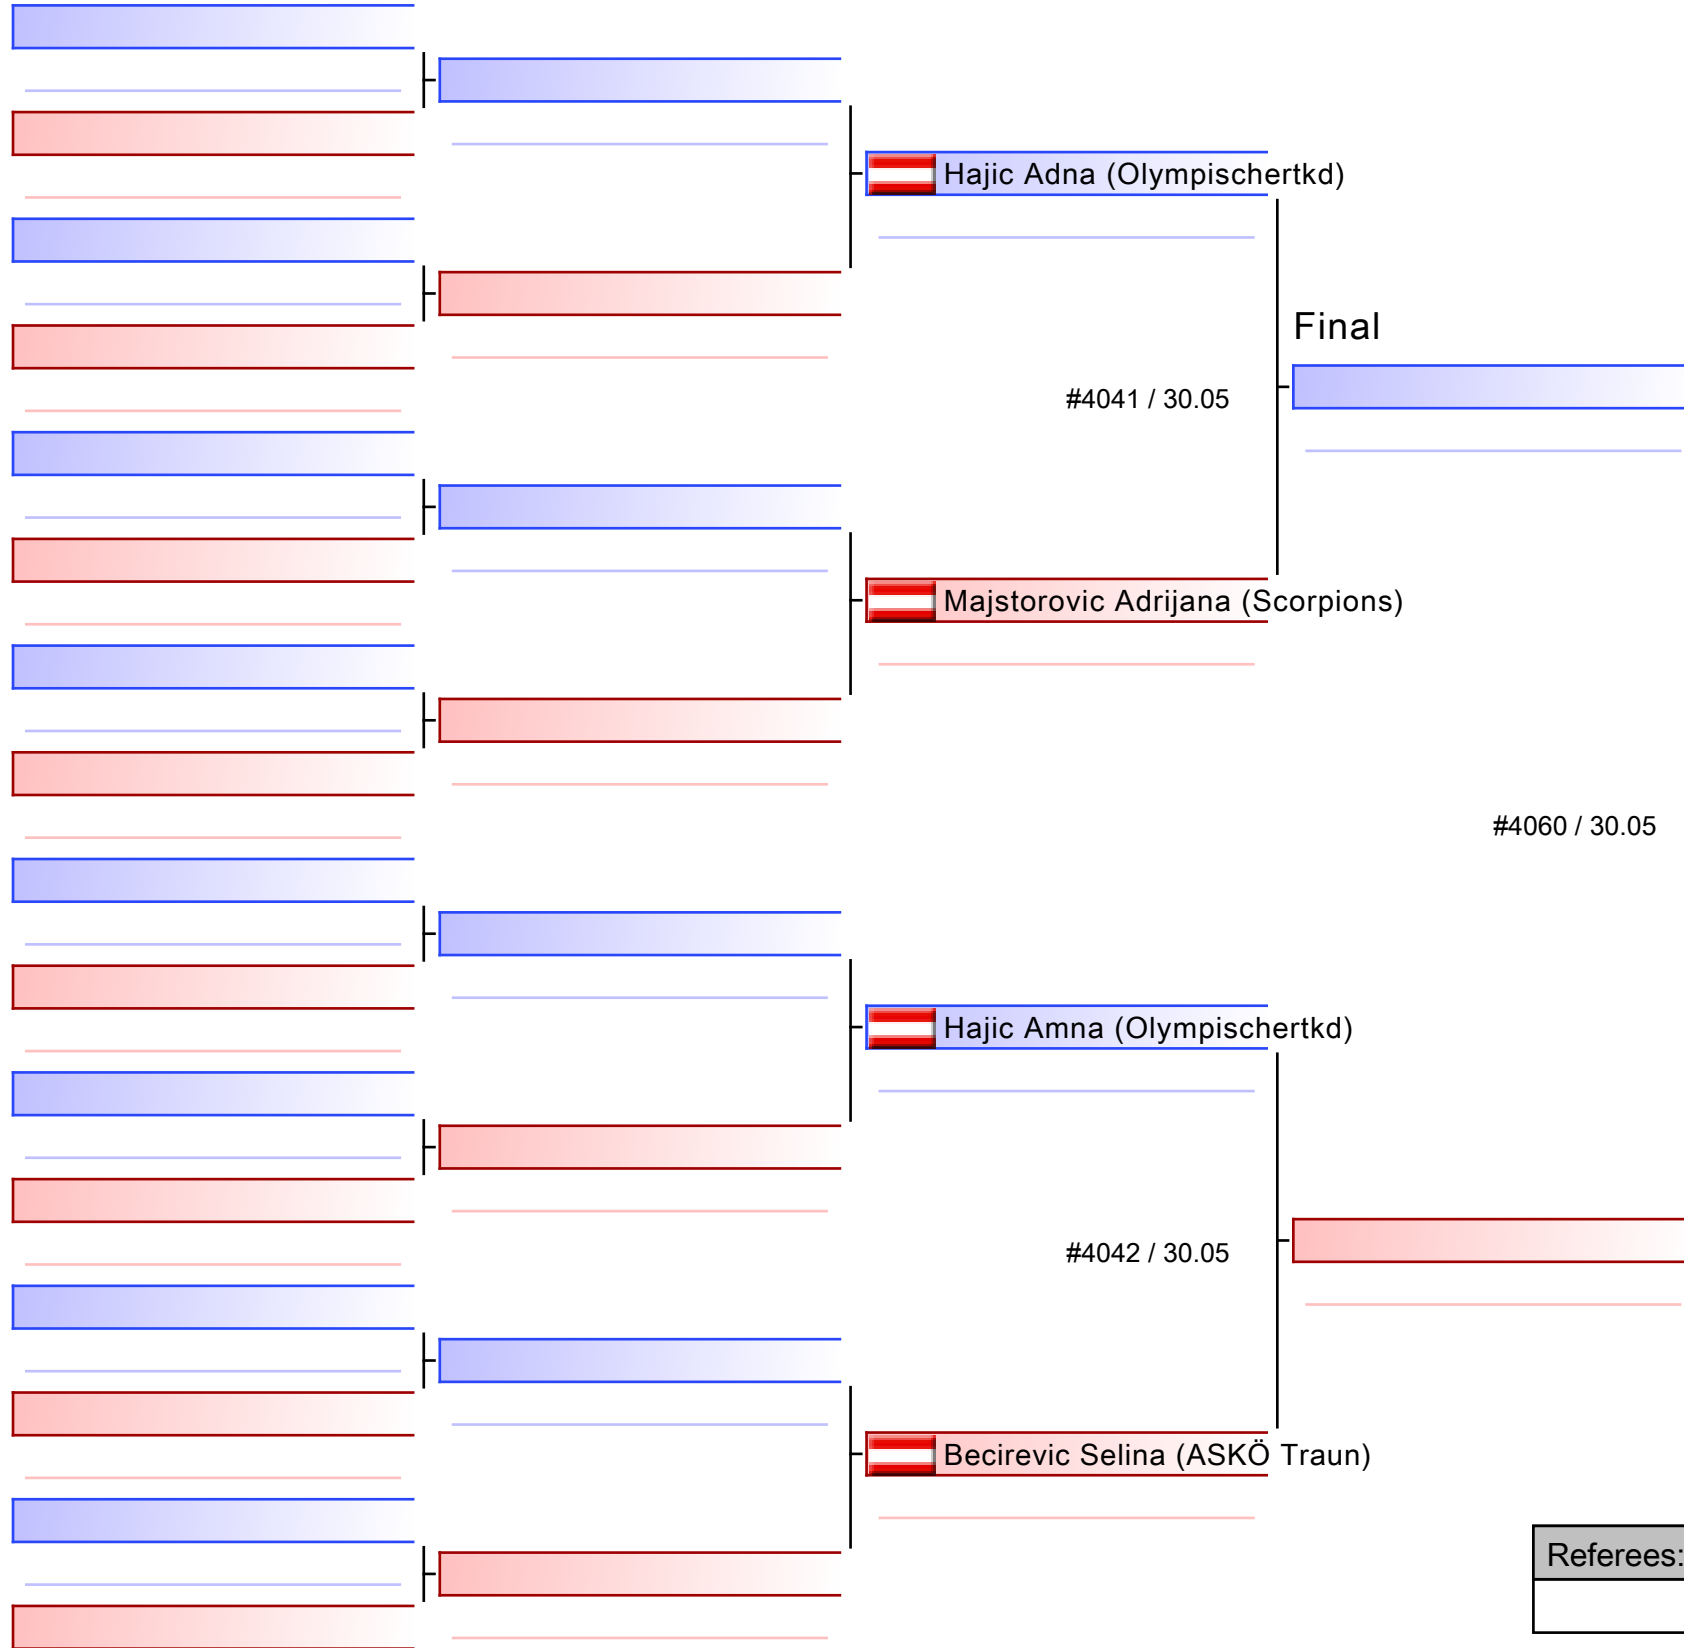 Hajic Adna (Olympischertkd)
Final
#4041 / 30.05
Majstorovic Adrijana (Scorpions)
#4060 / 30.05
Hajic Amna (Olympischertkd)
#4042 / 30.05
Becirevic Selina (ASKÖ Traun)
Referees: